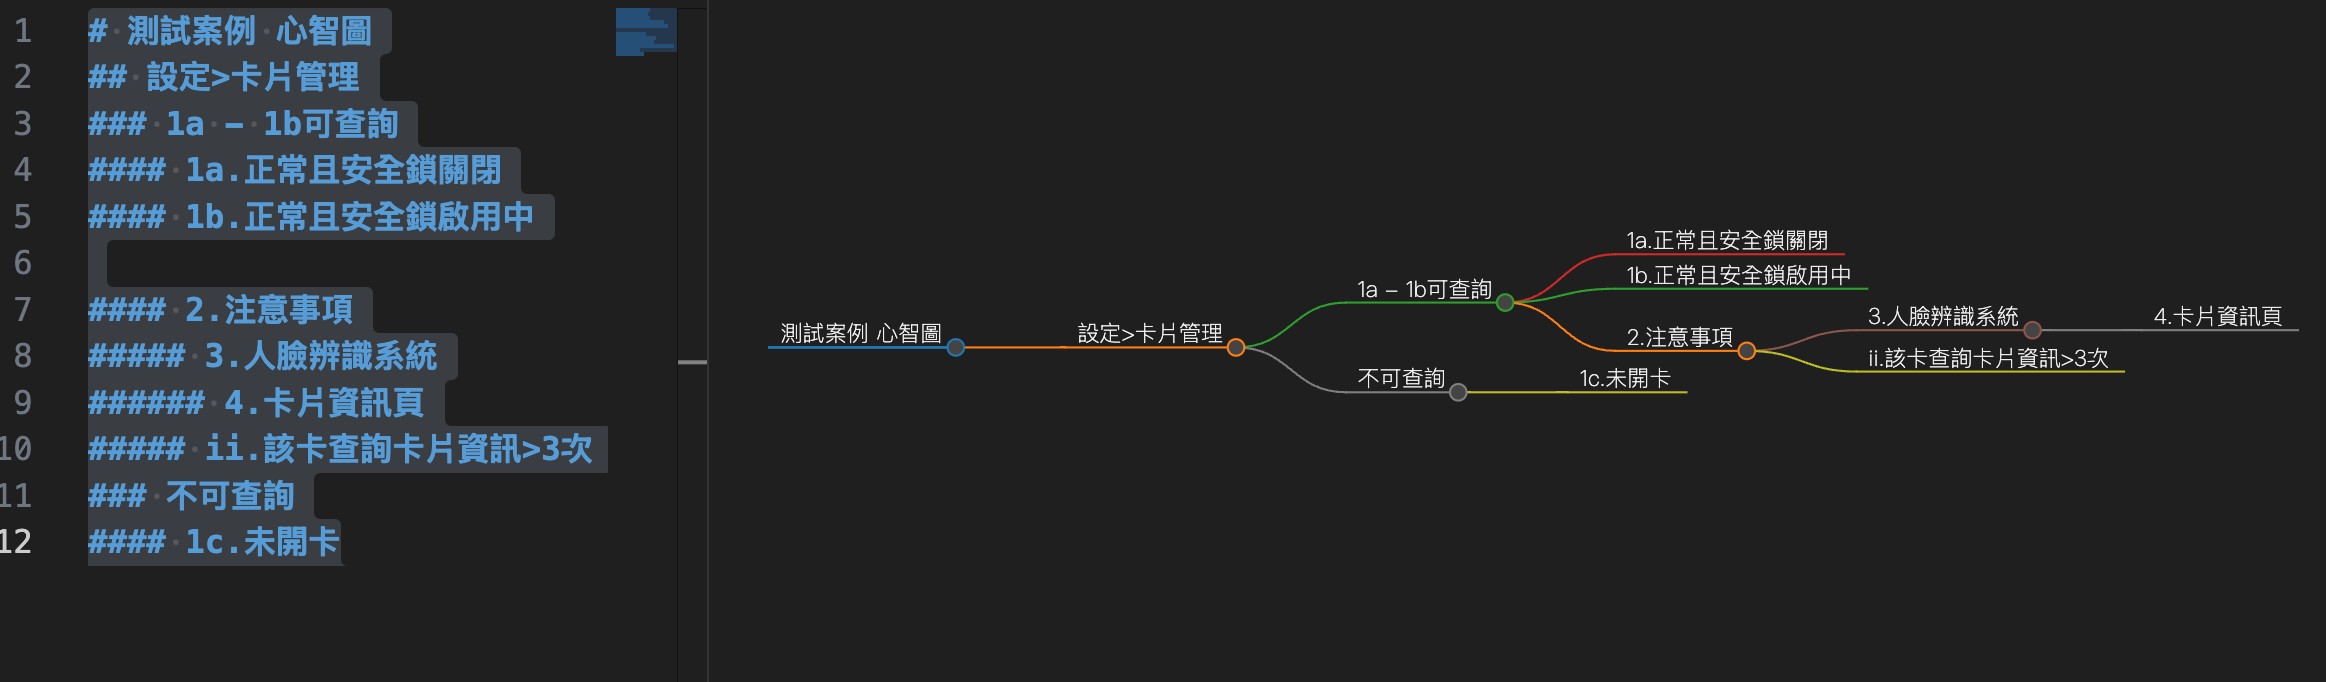 1 # 測試案例 心智圖
2 ## 設定>卡片管理
3 ### 1a - 1b可查詢
4 #### 1a.正常且安全鎖關閉
5 #### 1b.正常且安全鎖啟用中
6
7 #### 2.注意事項
8 ##### 3.人臉辨識系統
9 ###### 4.卡片資訊頁
10 ##### ii.該卡查詢卡片資訊>3次
11 ### 不可查詢
12 #### 1c.未開卡
測試案例 心智圖
設定>卡片管理
1a - 1b可查詢
1a.正常且安全鎖關閉
1b.正常且安全鎖啟用中
2.注意事項
3.人臉辨識系統
4.卡片資訊頁
ii.該卡查詢卡片資訊>3次
不可查詢
1c.未開卡